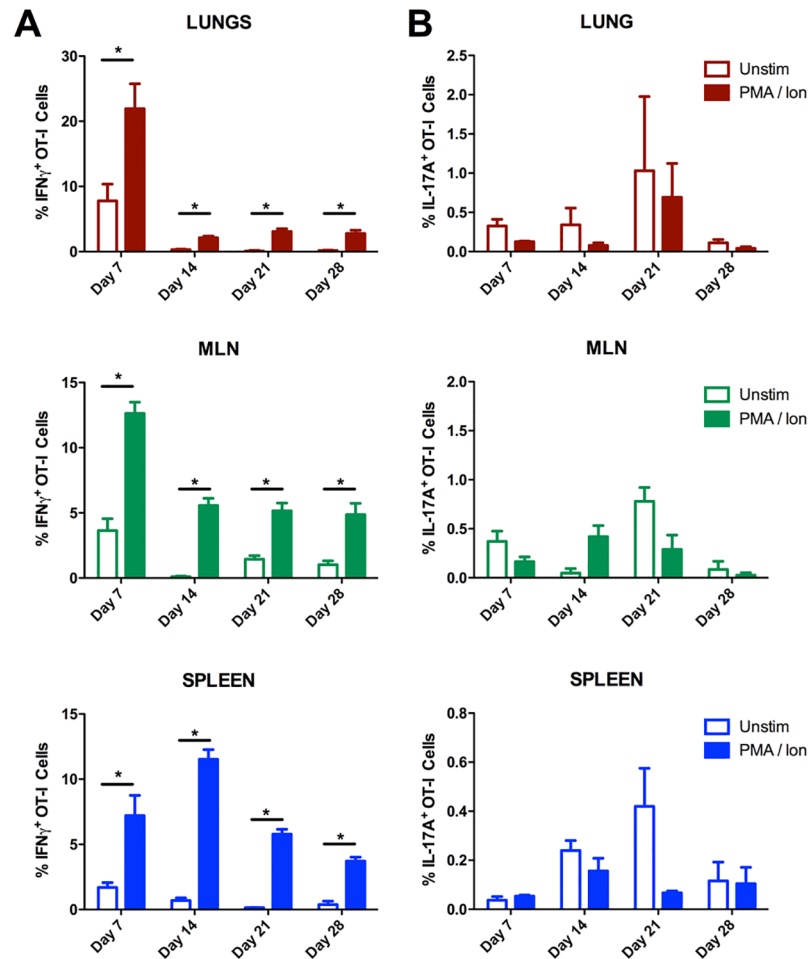 A
LUNGS
% IFNγ⁺ OT-I Cells
30
20
10
0
*
*
*
*
Day 7
Day 14
Day 21
Day 28
B
LUNG
% IL-17A⁺ OT-I Cells
2.5
2.0
1.5
1.0
0.5
0.0
Unstim
PMA / Ion
Day 7
Day 14
Day 21
Day 28
MLN
% IFNγ⁺ OT-I Cells
15
10
5
0
*
*
*
*
Day 7
Day 14
Day 21
Day 28
MLN
% IL-17A⁺ OT-I Cells
2.0
1.5
1.0
0.5
0.0
Unstim
PMA / Ion
Day 7
Day 14
Day 21
Day 28
SPLEEN
% IFNγ⁺ OT-I Cells
15
10
5
0
*
*
*
*
Day 7
Day 14
Day 21
Day 28
SPLEEN
% IL-17A⁺ OT-I Cells
0.8
0.6
0.4
0.2
0.0
Unstim
PMA / Ion
Day 7
Day 14
Day 21
Day 28